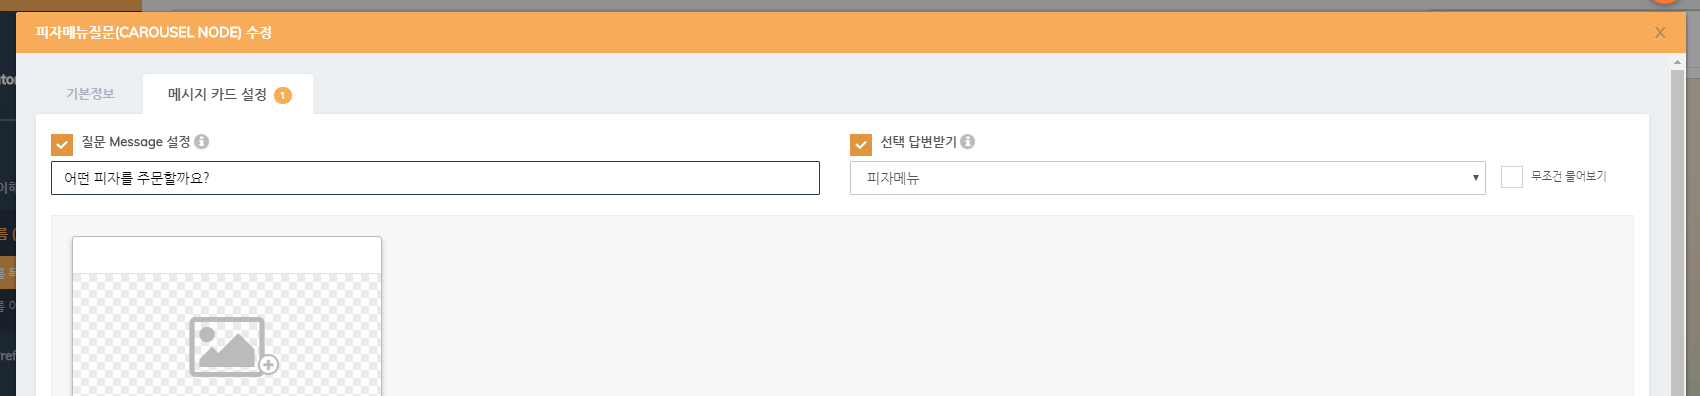 피자메뉴질문(CAROUSEL NODE) 수정
X
기본정보
메시지 카드 설정 1
질문 Message 설정
선택 답변받기
어떤 피자를 주문할까요?
피자메뉴
무조건 물어보기